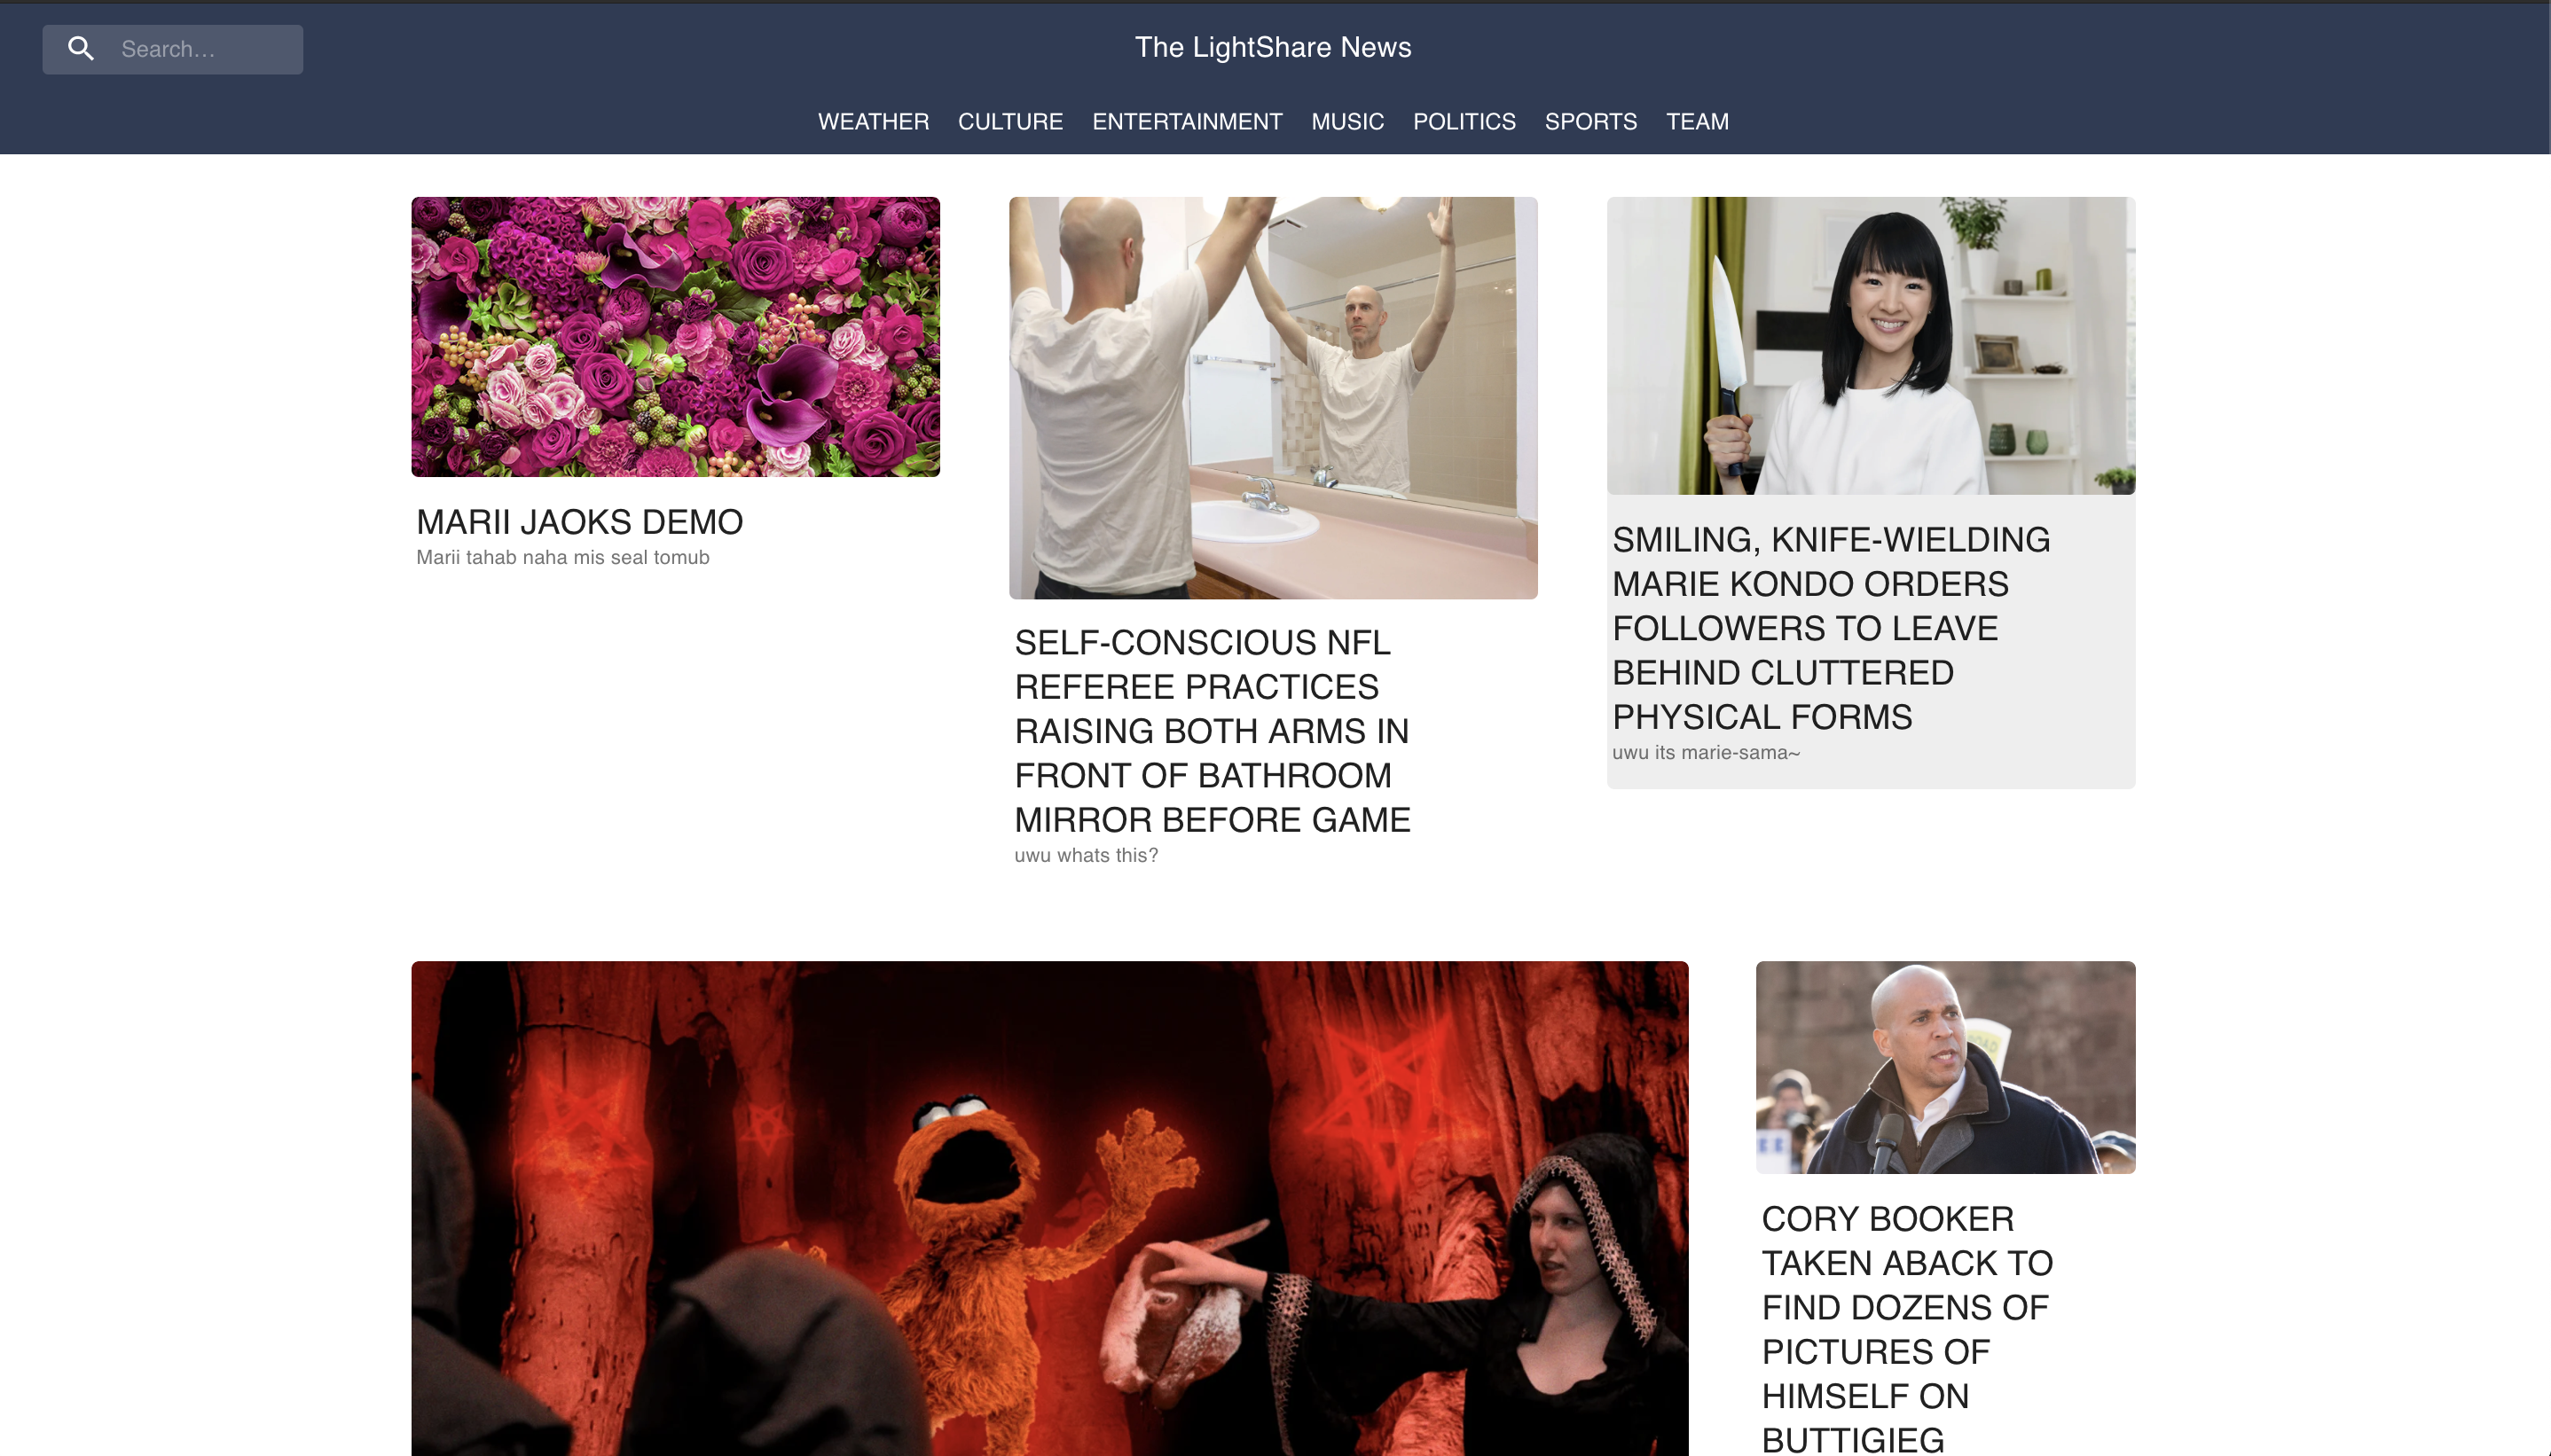 Search…
The LightShare News
WEATHER CULTURE ENTERTAINMENT MUSIC POLITICS SPORTS TEAM
MARII JAOKS DEMO
Marii tahab naha mis seal tomub
SELF-CONSCIOUS NFL
REFEREE PRACTICES
RAISING BOTH ARMS IN
FRONT OF BATHROOM
MIRROR BEFORE GAME
uwu whats this?
SMILING, KNIFE-WIELDING
MARIE KONDO ORDERS
FOLLOWERS TO LEAVE
BEHIND CLUTTERED
PHYSICAL FORMS
uwu its marie-sama~
CORY BOOKER
TAKEN ABACK TO
FIND DOZENS OF
PICTURES OF
HIMSELF ON
BUTTIGIEG